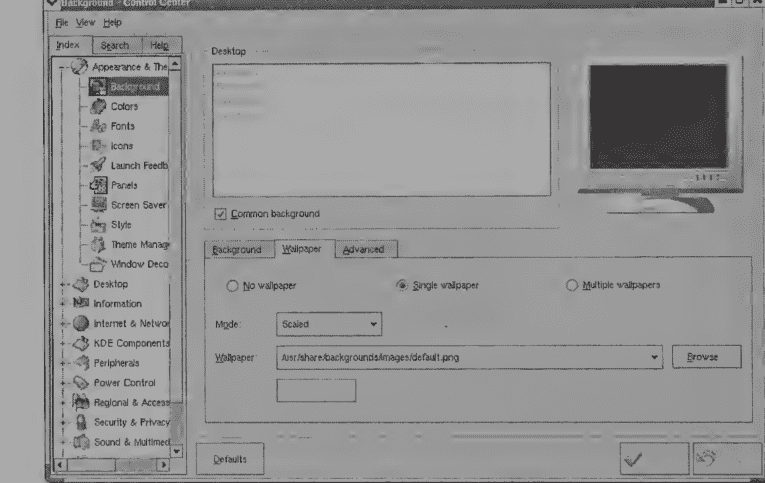 Background - Control Center
File View Help
Index Search Help
Appearance & The
Background
Colors
Fonts
Icons
Launch Feedb
Panels
Screen Saver
Style
Theme Manag
Window Deco
Desktop
Information
Internet & Networ
KDE Components
Peripherals
Power Control
Regional & Access
Security & Privacy
Sound & Multimed
Desktop
Common background
Background Wallpaper Advanced
No wallpaper Single wallpaper Multiple wallpapers
Mode: Scaled
Wallpaper: /usr/share/backgrounds/images/default.png Browse
Defaults